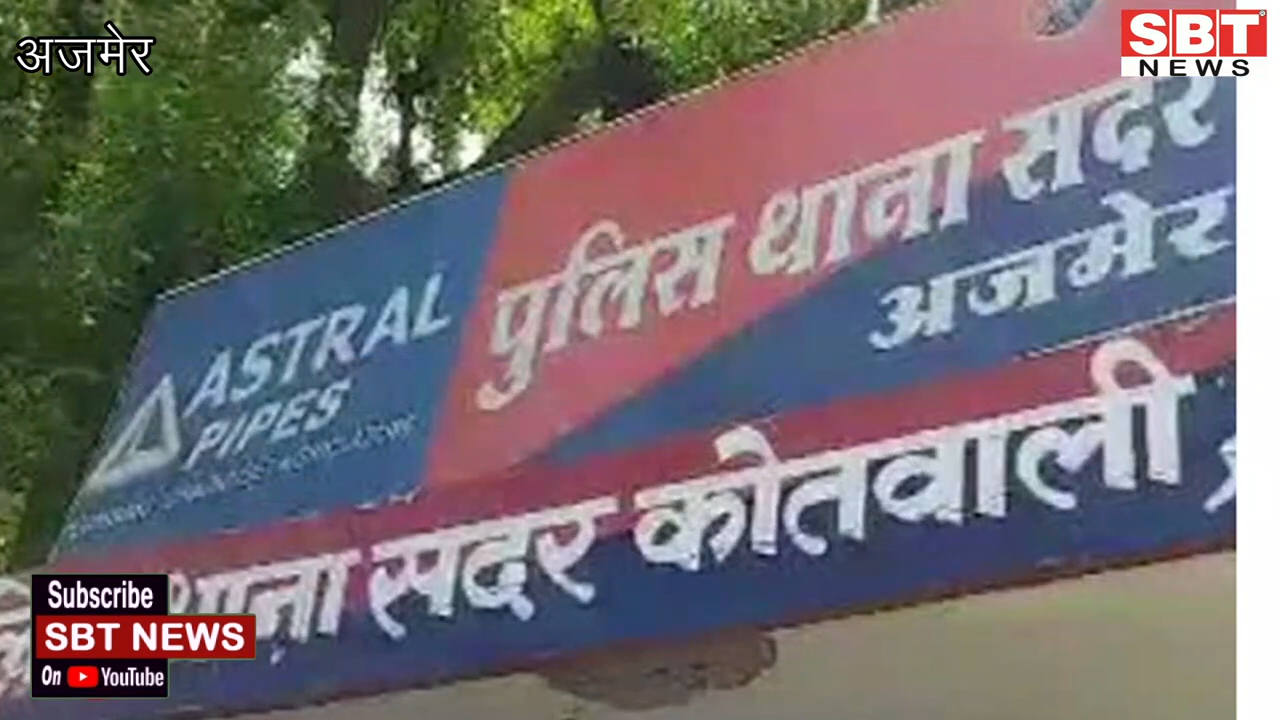 अजमेर
SBT
NEWS
ASTRAL
PIPES
पुलिस थाना सदर
अजमेर
थाना सदर कोतवाली
Subscribe
SBT NEWS
On YouTube